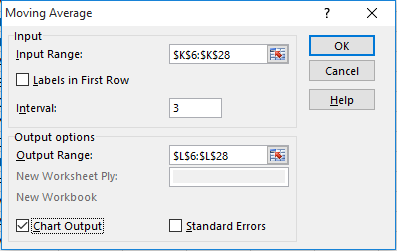 Moving Average
Input
Input Range: $K$6:$K$28
OK
Labels in First Row
Cancel
Interval: 3
Help
Output options
Output Range: $L$6:$L$28
New Worksheet Ply:
New Workbook
Chart Output Standard Errors